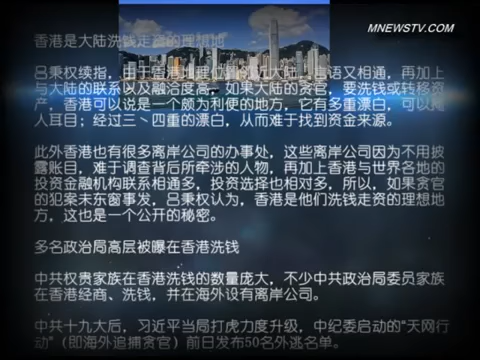 MNEWSTV.COM
香港是大陆洗钱走资的理想地
吕秉权续指，由于香港地理位置邻近大陆，言语又相通，再加上
与大陆的联系以及融洽度高，如果大陆的贪官，要洗钱或转移资
产，香港可以说是一个颇为利便的地方，它有多重漂白，可以掩
人耳目；经过三丶四重的漂白，从而难于找到资金来源。
此外香港也有很多离岸公司的办事处，这些离岸公司因为不用披
露账目，难于调查背后所牵涉的人物，再加上香港与世界各地的
投资金融机构联系相通多，投资选择也相对多，所以，如果贪官
的犯案未东窗事发，吕秉权认为，香港是他们洗钱走资的理想地
方，这也是一个公开的秘密。
多名政治局高层被曝在香港洗钱
中共权贵家族在香港洗钱的数量庞大，不少中共政治局委员家族
在香港经商、洗钱，并在海外设有离岸公司。
中共十九大后，习近平当局打虎力度升级，中纪委启动的“天网行
动”（即海外追捕贪官）前日发布50名外逃名单。